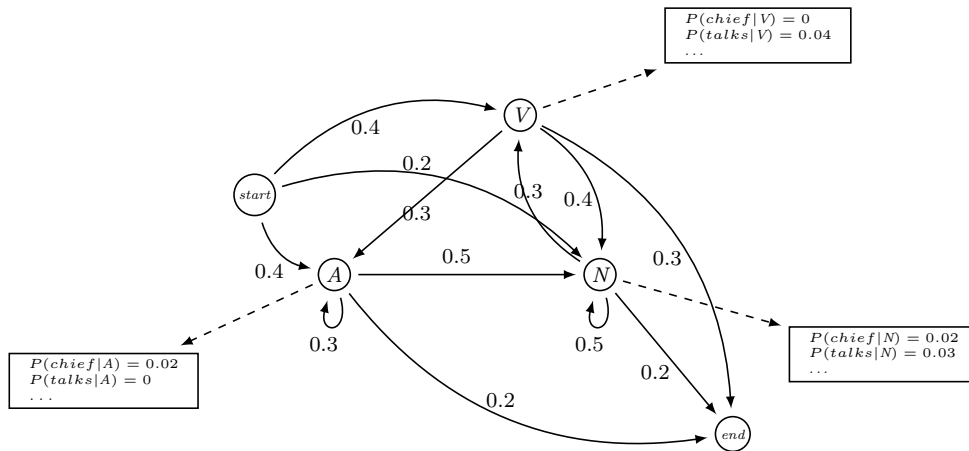 P(chief|V) = 0
P(talks|V) = 0.04
...
V
0.4
0.2
start
0.3
0.4
0.3
0.4
A
0.5
N
0.3
0.3
0.5
P(chief|A) = 0.02
P(talks|A) = 0
...
P(chief|N) = 0.02
P(talks|N) = 0.03
...
0.2
0.2
end